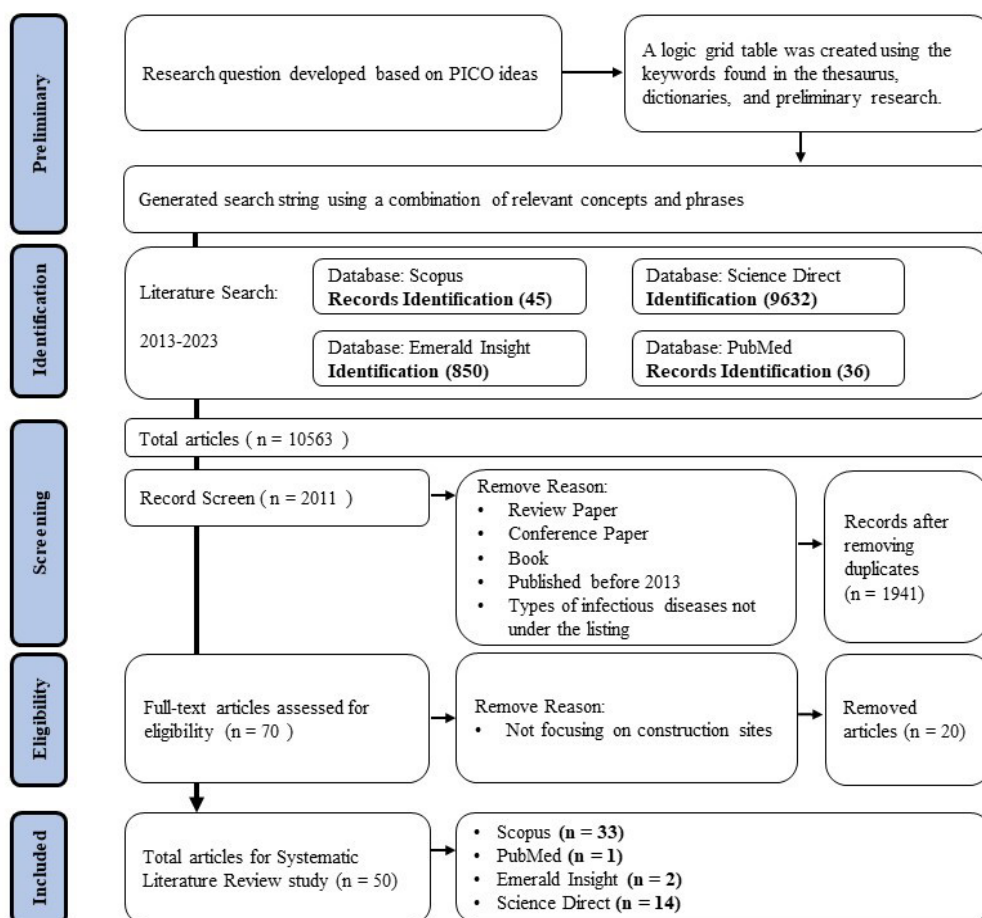 Preliminary
Research question developed based on PICO ideas
A logic grid table was created using the
keywords found in the thesaurus,
dictionaries, and preliminary research.
Generated search string using a combination of relevant concepts and phrases
Identification
Literature Search:
2013-2023
Database: Scopus
Records Identification (45)
Database: Science Direct
Identification (9632)
Database: Emerald Insight
Identification (850)
Database: PubMed
Records Identification (36)
Screening
Total articles ( n = 10563 )
Record Screen ( n = 2011 )
Remove Reason:
• Review Paper
• Conference Paper
• Book
• Published before 2013
• Types of infectious diseases not
under the listing
Records after
removing
duplicates
(n = 1941)
Eligibility
Full-text articles assessed for
eligibility (n = 70 )
Remove Reason:
• Not focusing on construction sites
Removed
articles (n = 20)
Included
Total articles for Systematic
Literature Review study (n = 50)
• Scopus (n = 33)
• PubMed (n = 1)
• Emerald Insight (n = 2)
• Science Direct (n = 14)